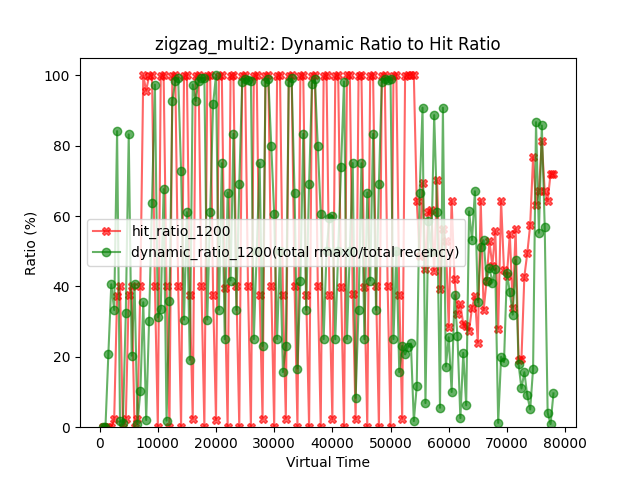 zigzag_multi2: Dynamic Ratio to Hit Ratio
Ratio (%)
100
80
60
40
20
0
hit_ratio_1200
dynamic_ratio_1200(total rmax0/total recency)
0 10000 20000 30000 40000 50000 60000 70000 80000
Virtual Time